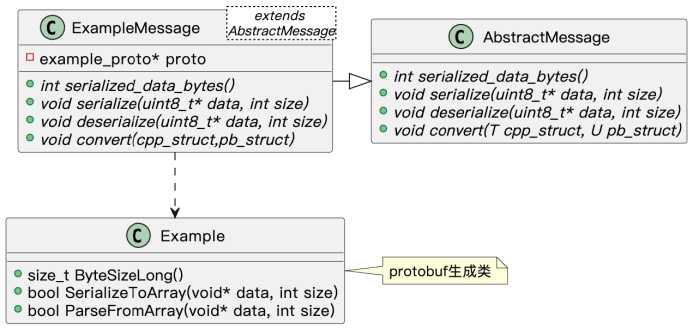 C ExampleMessage
extends
AbstractMessage
example_proto* proto
int serialized_data_bytes()
void serialize(uint8_t* data, int size)
void deserialize(uint8_t* data, int size)
void convert(cpp_struct,pb_struct)
C AbstractMessage
int serialized_data_bytes()
void serialize(uint8_t* data, int size)
void deserialize(uint8_t* data, int size)
void convert(T cpp_struct, U pb_struct)
C Example
size_t ByteSizeLong()
bool SerializeToArray(void* data, int size)
bool ParseFromArray(void* data, int size)
protobuf生成类